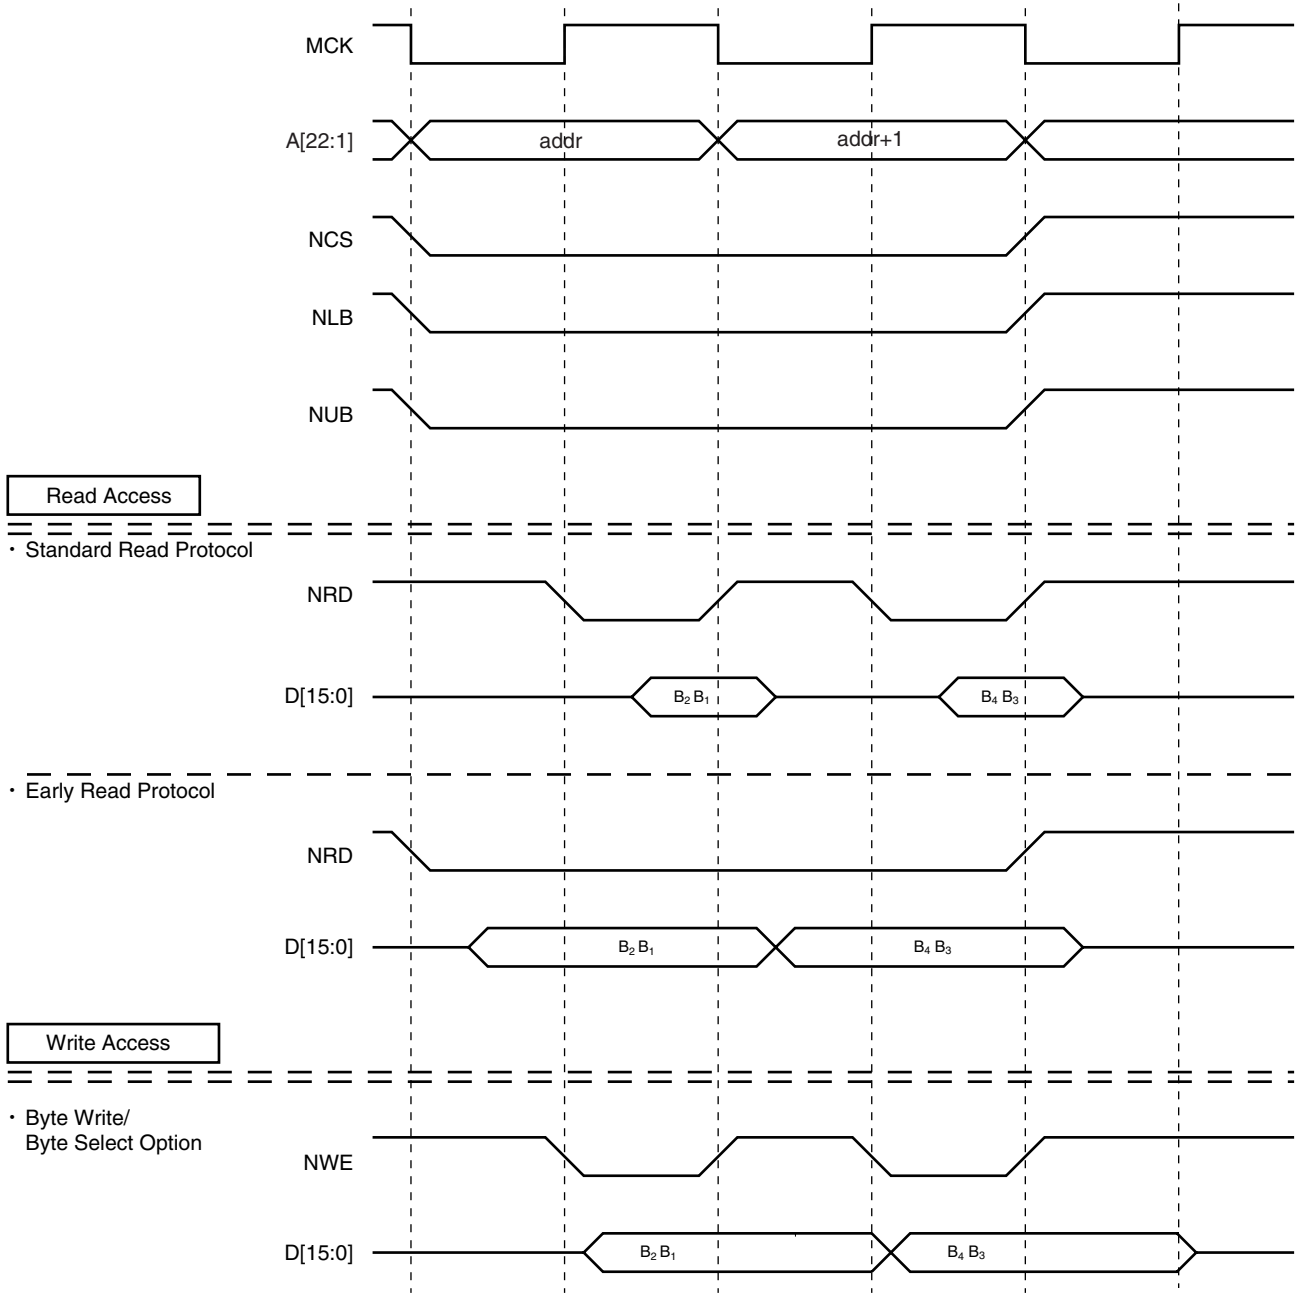 MCK
A[22:1]
addr
addr+1
NCS
NLB
NUB
Read Access
· Standard Read Protocol
NRD
D[15:0]
B₂ B₁
B₄ B₃
· Early Read Protocol
NRD
D[15:0]
B₂ B₁
B₄ B₃
Write Access
· Byte Write/
Byte Select Option
NWE
D[15:0]
B₂ B₁
B₄ B₃